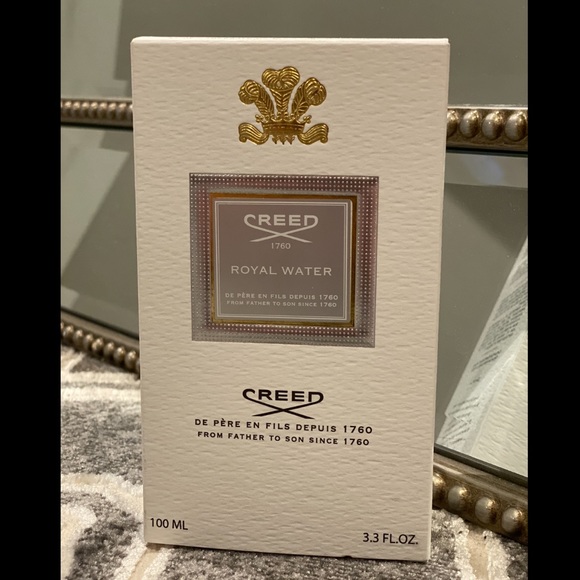 CREED
1760
ROYAL WATER
DE PÈRE EN FILS DEPUIS 1760
FROM FATHER TO SON SINCE 1760
CREED
DE PÈRE EN FILS DEPUIS 1760
FROM FATHER TO SON SINCE 1760
100 ML
3.3 FL.OZ.